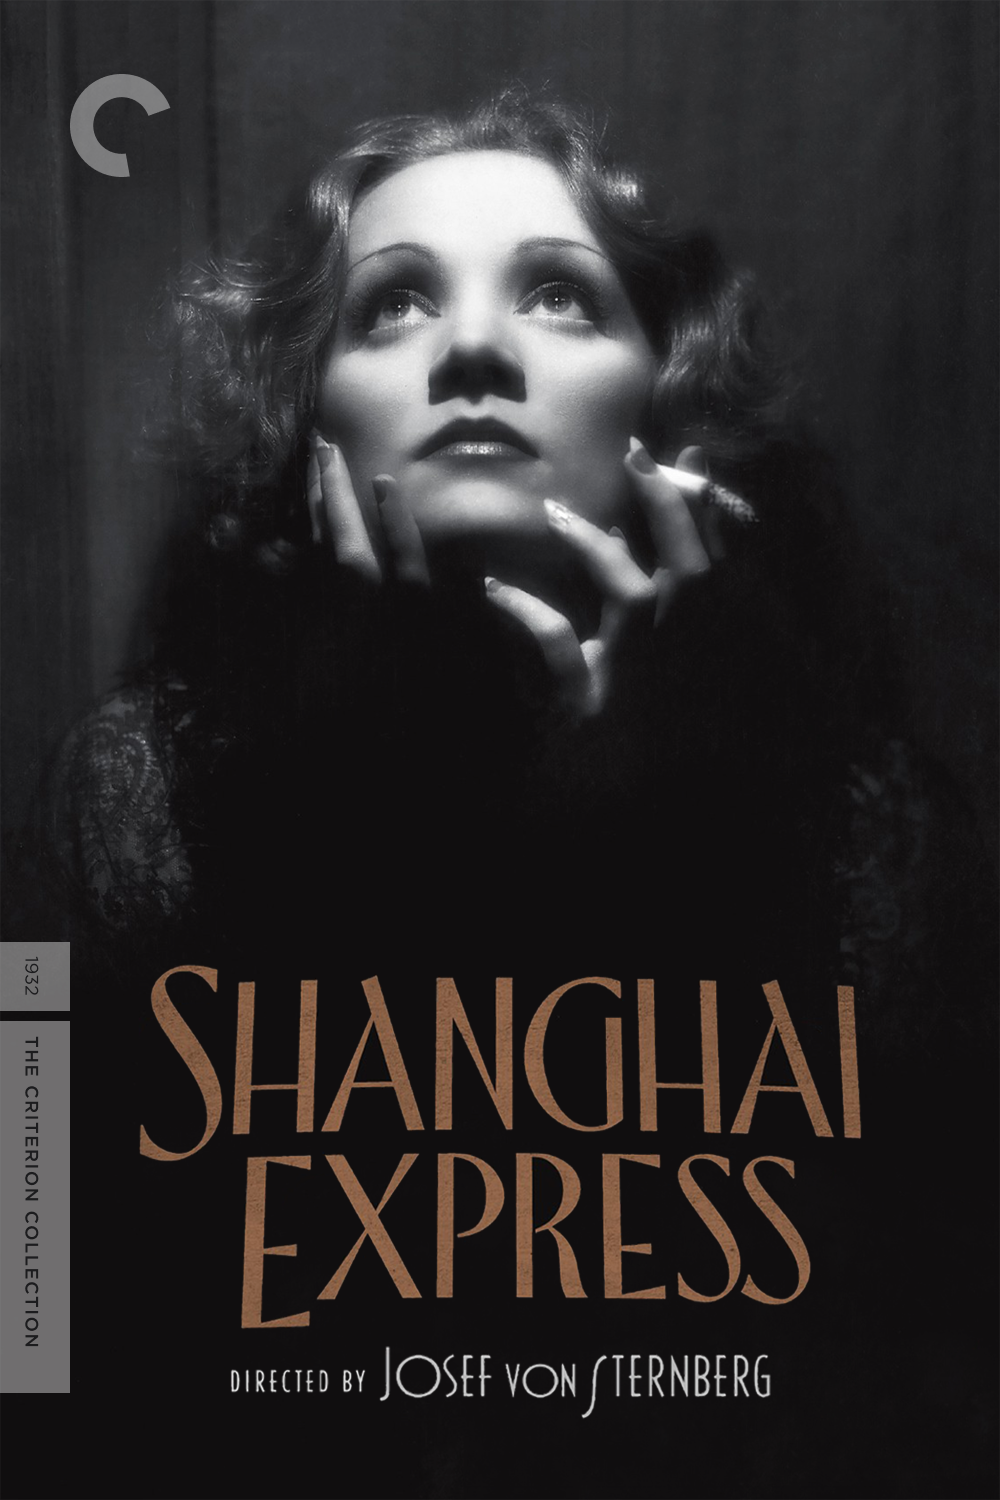 1932
THE CRITERION COLLECTION
SHANGHAI
EXPRESS
DIRECTED BY JOSEF VON STERNBERG